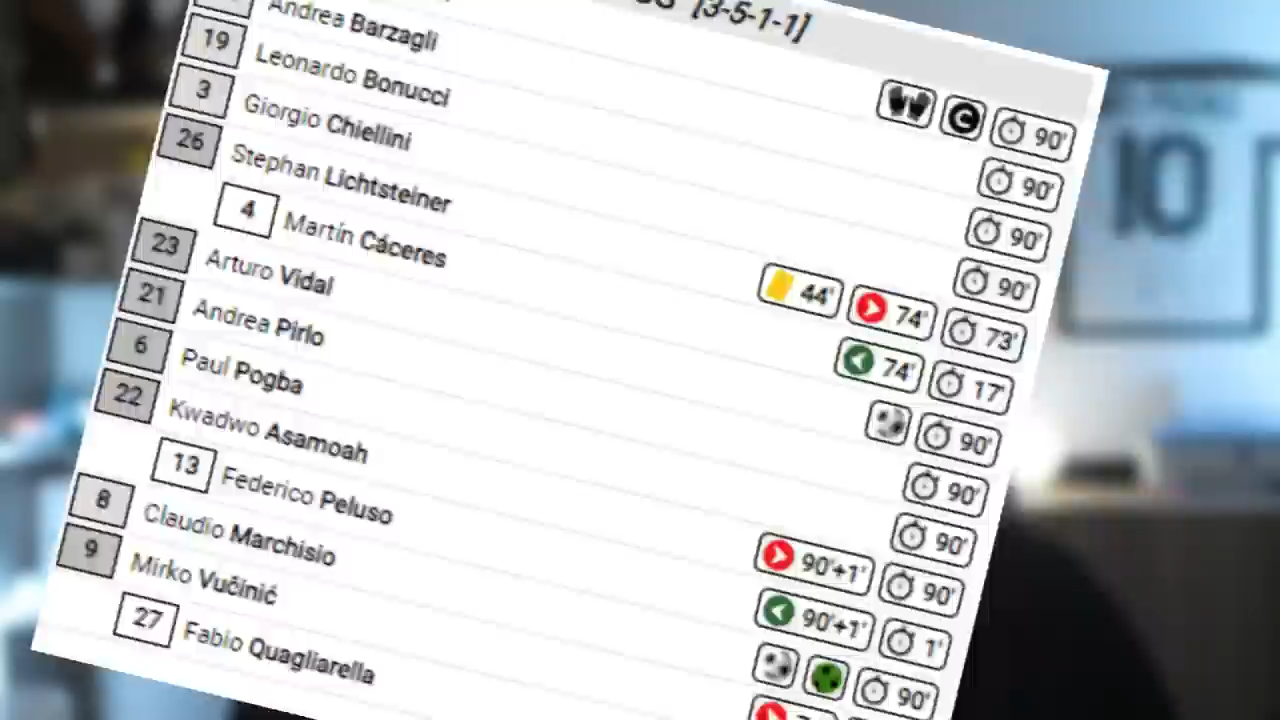 [3-5-1-1]
C 90'
Andrea Barzagli 90'
19 Leonardo Bonucci 90'
3 Giorgio Chiellini 90'
26 Stephan Lichtsteiner 44' 74' 73'
4 Martín Cáceres 74' 17'
23 Arturo Vidal 90'
21 Andrea Pirlo 90'
6 Paul Pogba 90'
22 Kwadwo Asamoah 90'+1' 90'
13 Federico Peluso 90'+1' 1'
8 Claudio Marchisio 90'
9 Mirko Vučinić
27 Fabio Quagliarella
10